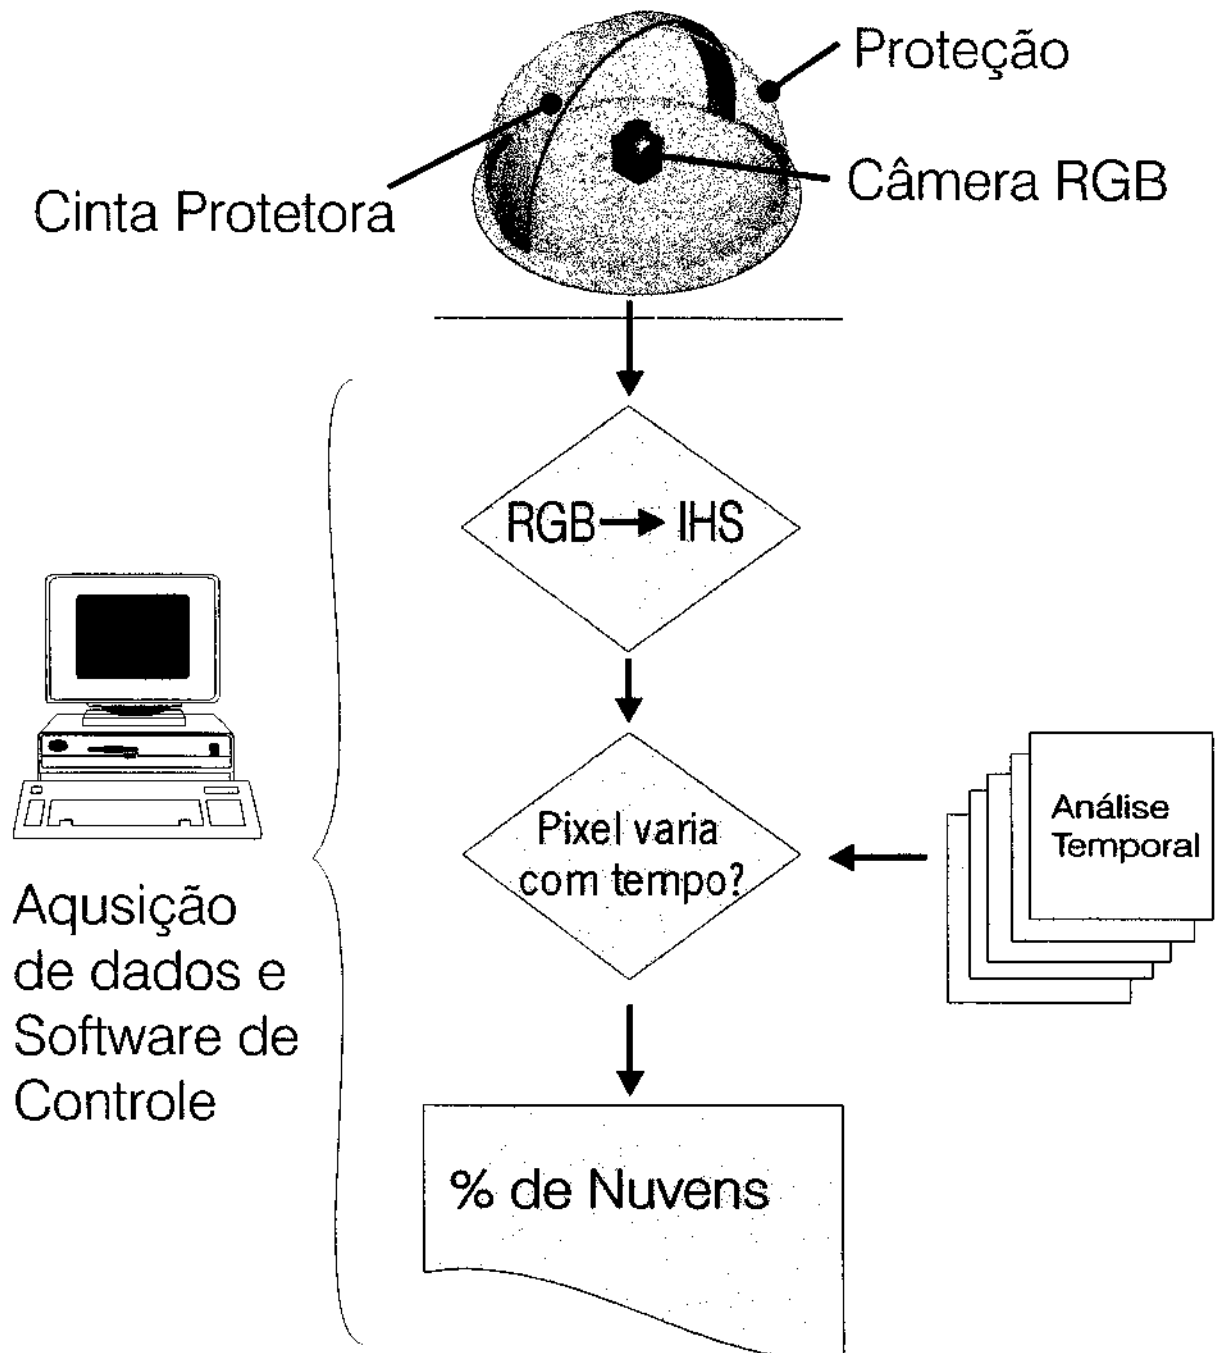 Proteção
Câmera RGB
Cinta Protetora
RGB → IHS
Pixel varia
com tempo?
Análise
Temporal
Aqusição
de dados e
Software de
Controle
% de Nuvens